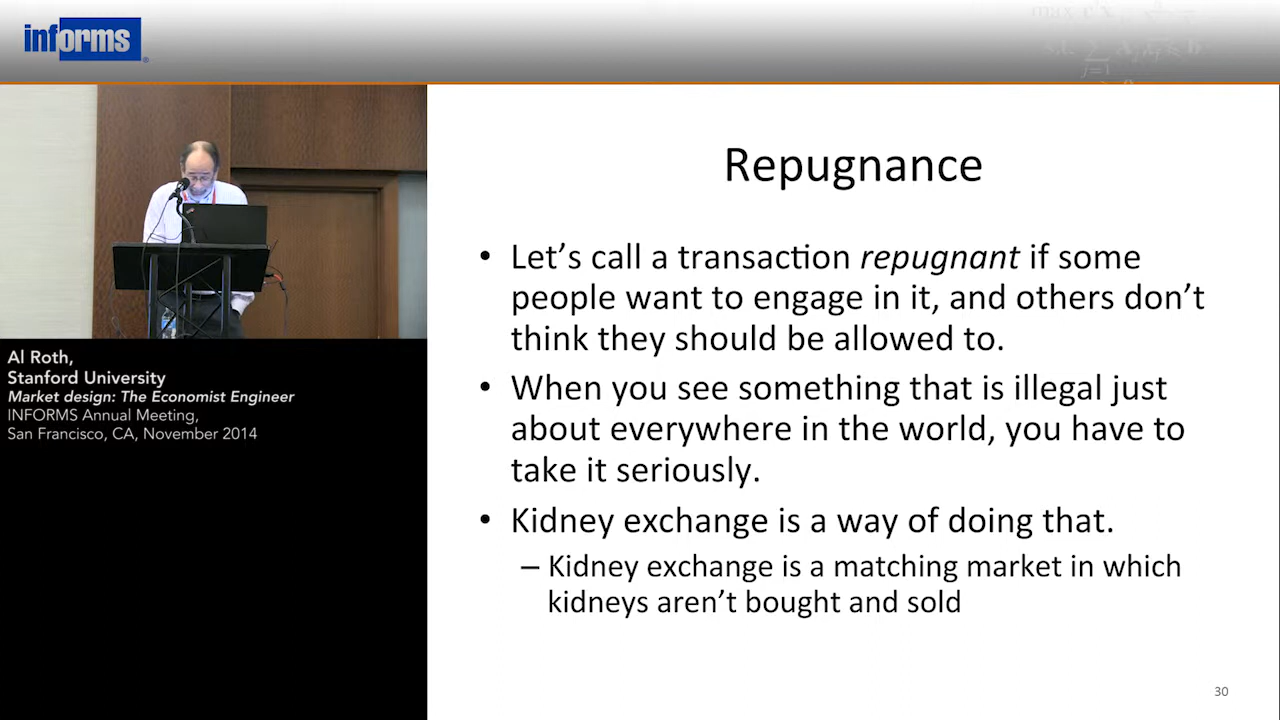 informs
Al Roth,
Stanford University
Market design: The Economist Engineer
INFORMS Annual Meeting,
San Francisco, CA, November 2014
Repugnance
• Let's call a transaction repugnant if some
people want to engage in it, and others don't
think they should be allowed to.
• When you see something that is illegal just
about everywhere in the world, you have to
take it seriously.
• Kidney exchange is a way of doing that.
– Kidney exchange is a matching market in which
kidneys aren't bought and sold
30